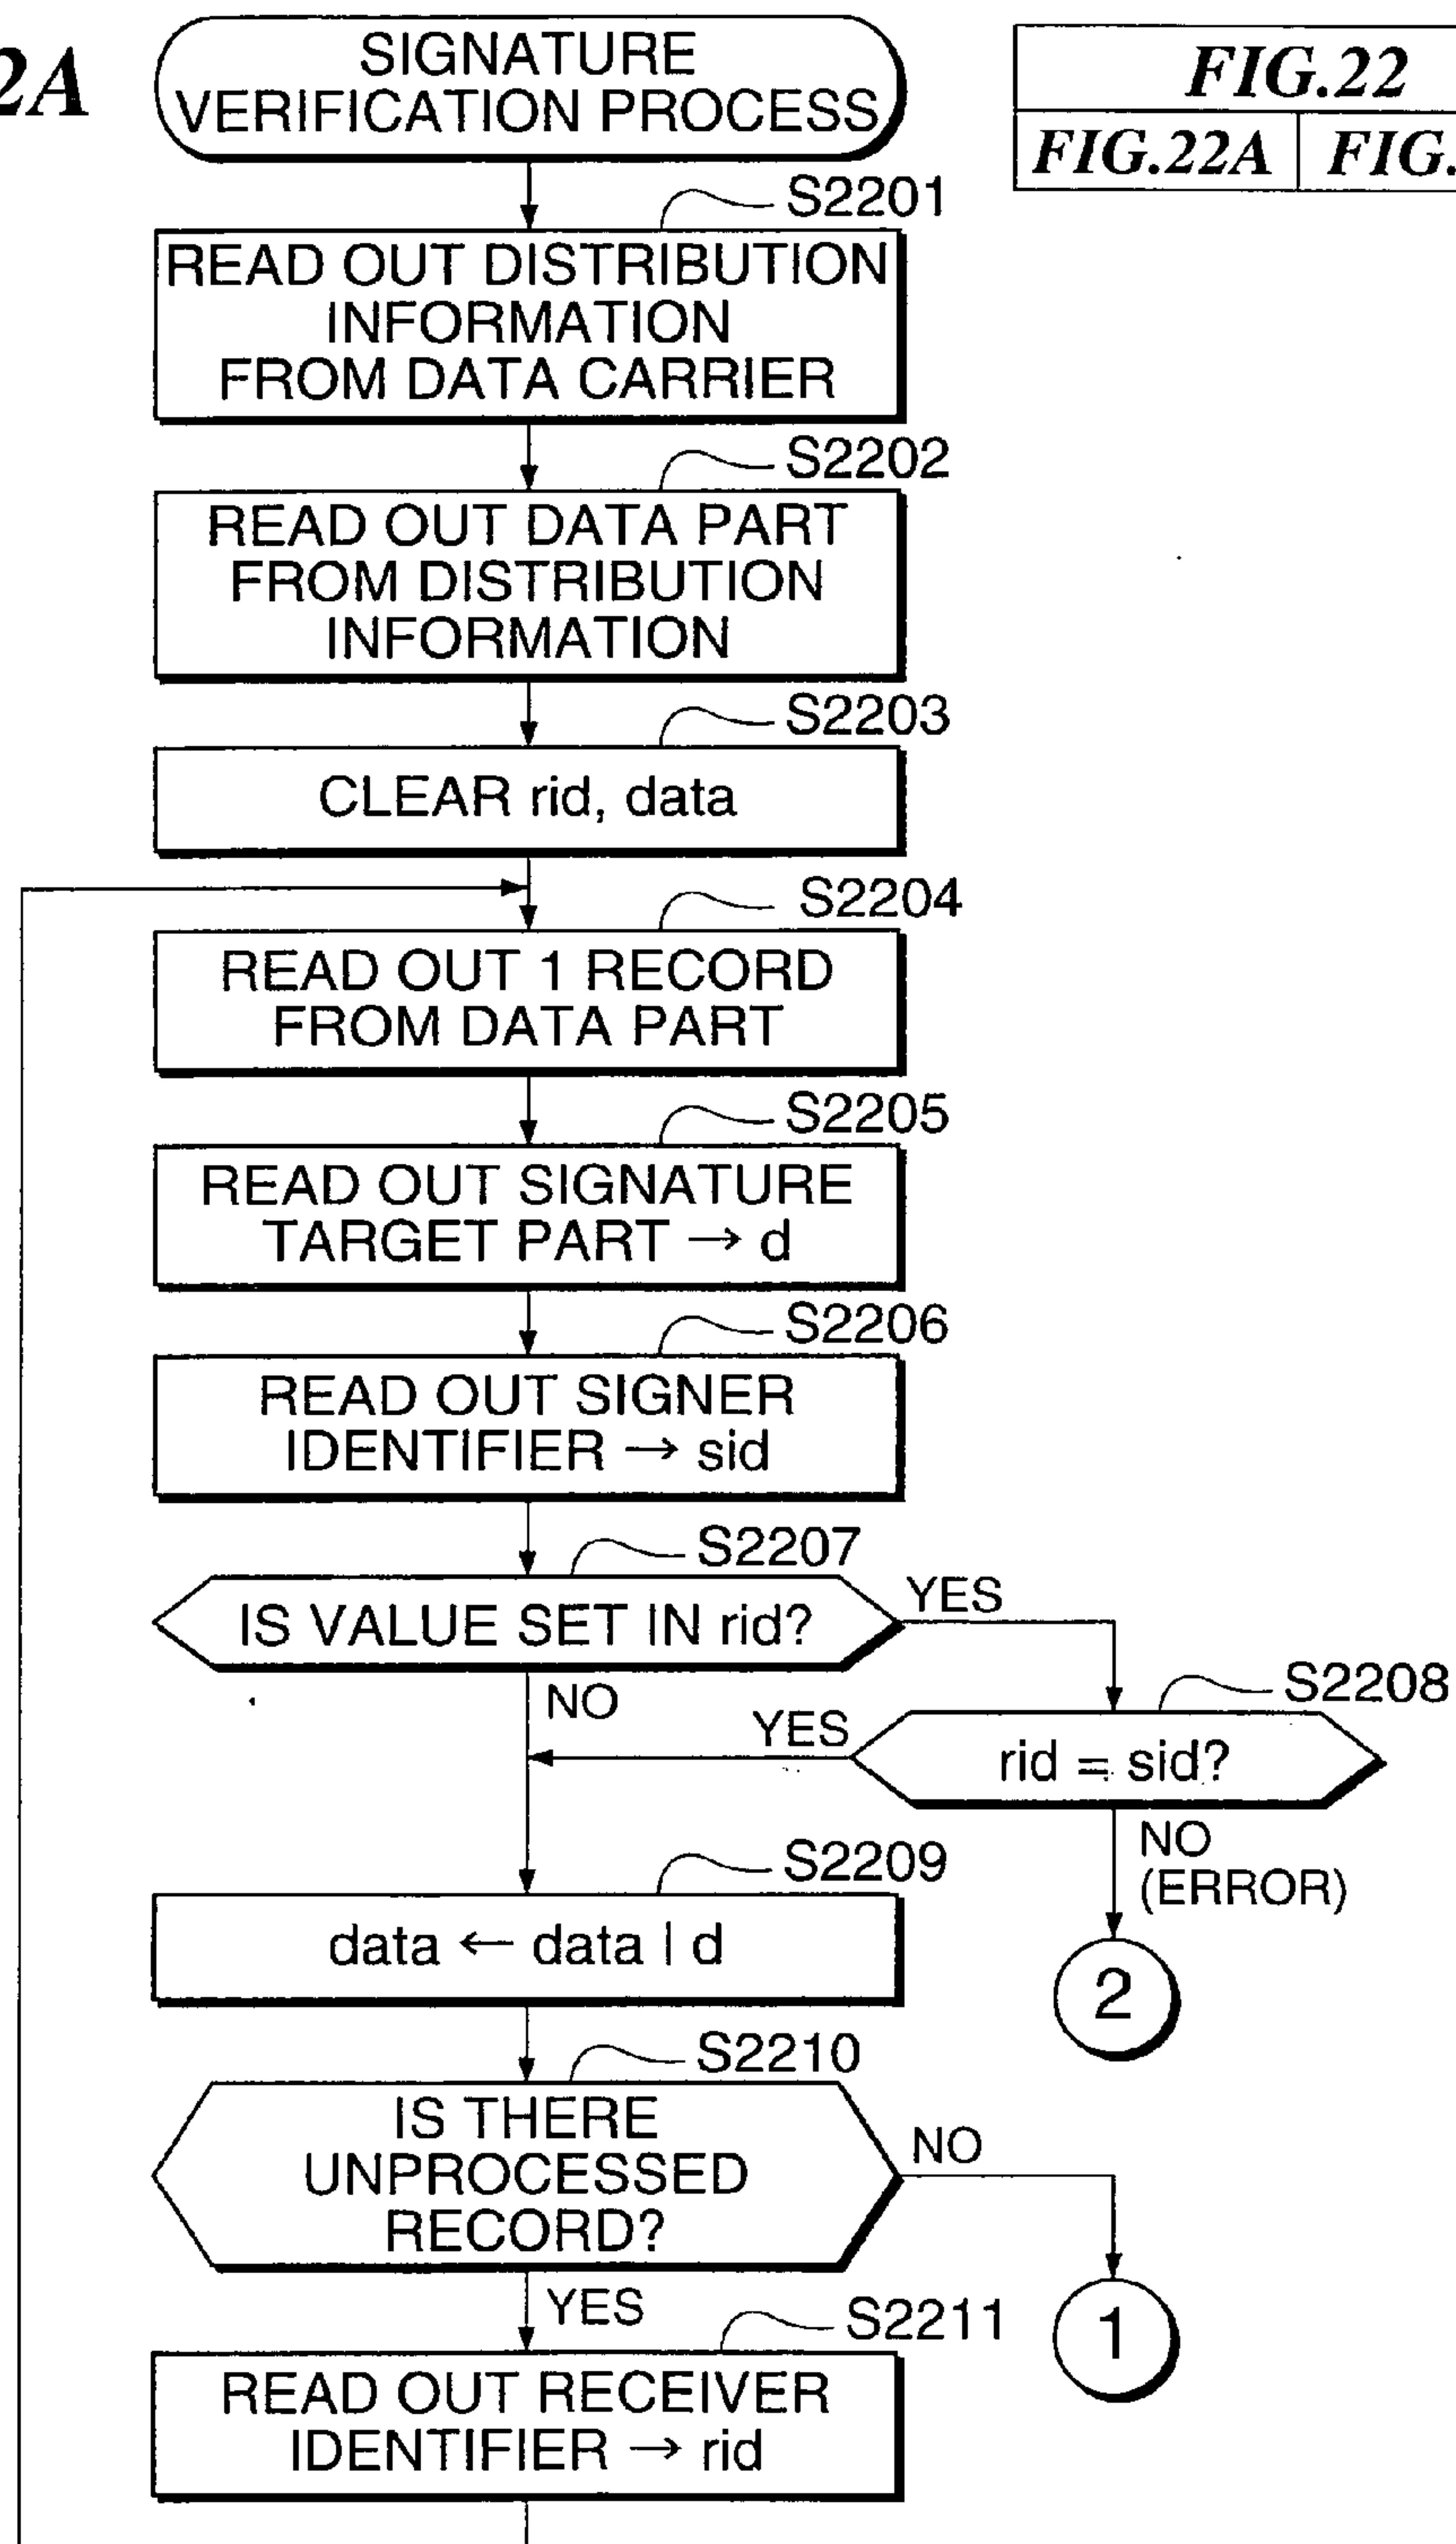 2A
SIGNATURE
VERIFICATION PROCESS
FIG.22
FIG.22A
FIG.
S2201
READ OUT DISTRIBUTION
INFORMATION
FROM DATA CARRIER
S2202
READ OUT DATA PART
FROM DISTRIBUTION
INFORMATION
S2203
CLEAR rid, data
S2204
READ OUT 1 RECORD
FROM DATA PART
S2205
READ OUT SIGNATURE
TARGET PART → d
S2206
READ OUT SIGNER
IDENTIFIER → sid
S2207
IS VALUE SET IN rid?
YES
NO
S2208
YES
rid = sid?
NO
(ERROR)
2
S2209
data ← data | d
S2210
IS THERE
UNPROCESSED
RECORD?
NO
1
YES
S2211
READ OUT RECEIVER
IDENTIFIER → rid